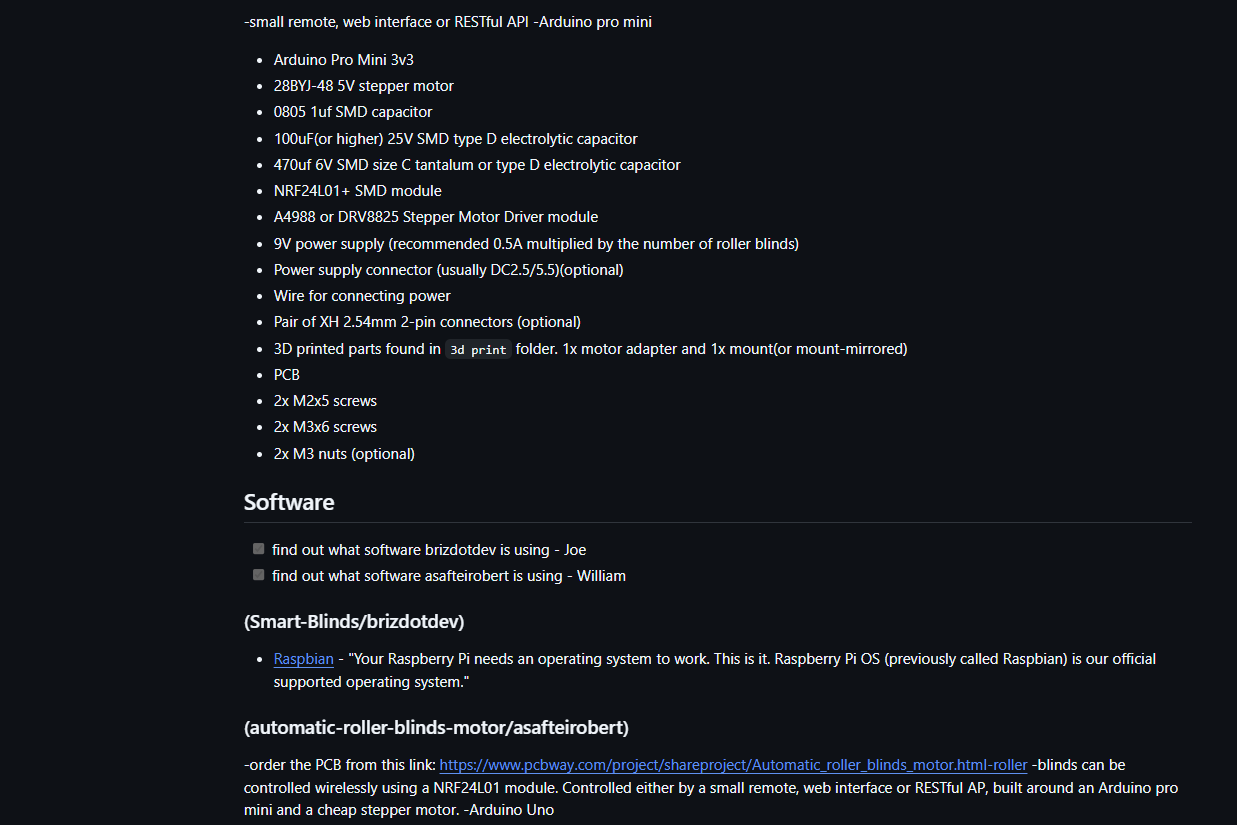 -small remote, web interface or RESTful API -Arduino pro mini
• Arduino Pro Mini 3v3
• 28BYJ-48 5V stepper motor
• 0805 1uf SMD capacitor
• 100uF(or higher) 25V SMD type D electrolytic capacitor
• 470uf 6V SMD size C tantalum or type D electrolytic capacitor
• NRF24L01+ SMD module
• A4988 or DRV8825 Stepper Motor Driver module
• 9V power supply (recommended 0.5A multiplied by the number of roller blinds)
• Power supply connector (usually DC2.5/5.5)(optional)
• Wire for connecting power
• Pair of XH 2.54mm 2-pin connectors (optional)
• 3D printed parts found in 3d print folder. 1x motor adapter and 1x mount(or mount-mirrored)
• PCB
• 2x M2x5 screws
• 2x M3x6 screws
• 2x M3 nuts (optional)
Software
find out what software brizdotdev is using - Joe
find out what software asafteirobert is using - William
(Smart-Blinds/brizdotdev)
• Raspbian - "Your Raspberry Pi needs an operating system to work. This is it. Raspberry Pi OS (previously called Raspbian) is our official
supported operating system."
(automatic-roller-blinds-motor/asafteirobert)
-order the PCB from this link: https://www.pcbway.com/project/shareproject/Automatic_roller_blinds_motor.html-roller -blinds can be
controlled wirelessly using a NRF24L01 module. Controlled either by a small remote, web interface or RESTful AP, built around an Arduino pro
mini and a cheap stepper motor. -Arduino Uno